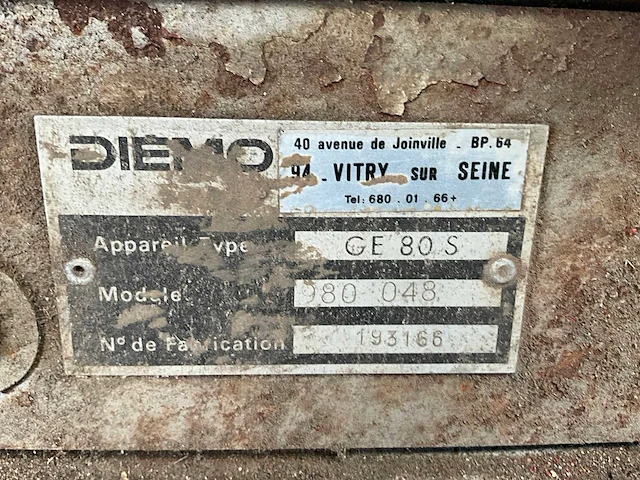 DIEMO
40 avenue de Joinville - BP.64
94 - VITRY SUR SEINE
Tel: 680 . 01 . 66+
Appareil Type GE 80 S
Modele 980 048
N° de Fabrication 193166